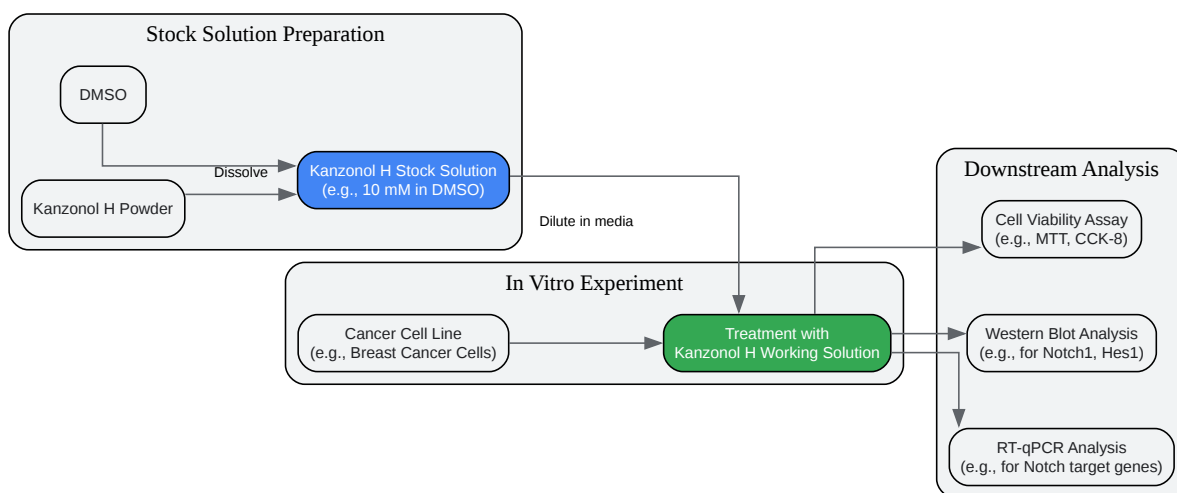 Stock Solution Preparation
DMSO
Dissolve
Kanzonol H Powder
Kanzonol H Stock Solution
(e.g., 10 mM in DMSO)
Dilute in media
In Vitro Experiment
Cancer Cell Line
(e.g., Breast Cancer Cells)
Treatment with
Kanzonol H Working Solution
Downstream Analysis
Cell Viability Assay
(e.g., MTT, CCK-8)
Western Blot Analysis
(e.g., for Notch1, Hes1)
RT-qPCR Analysis
(e.g., for Notch target genes)